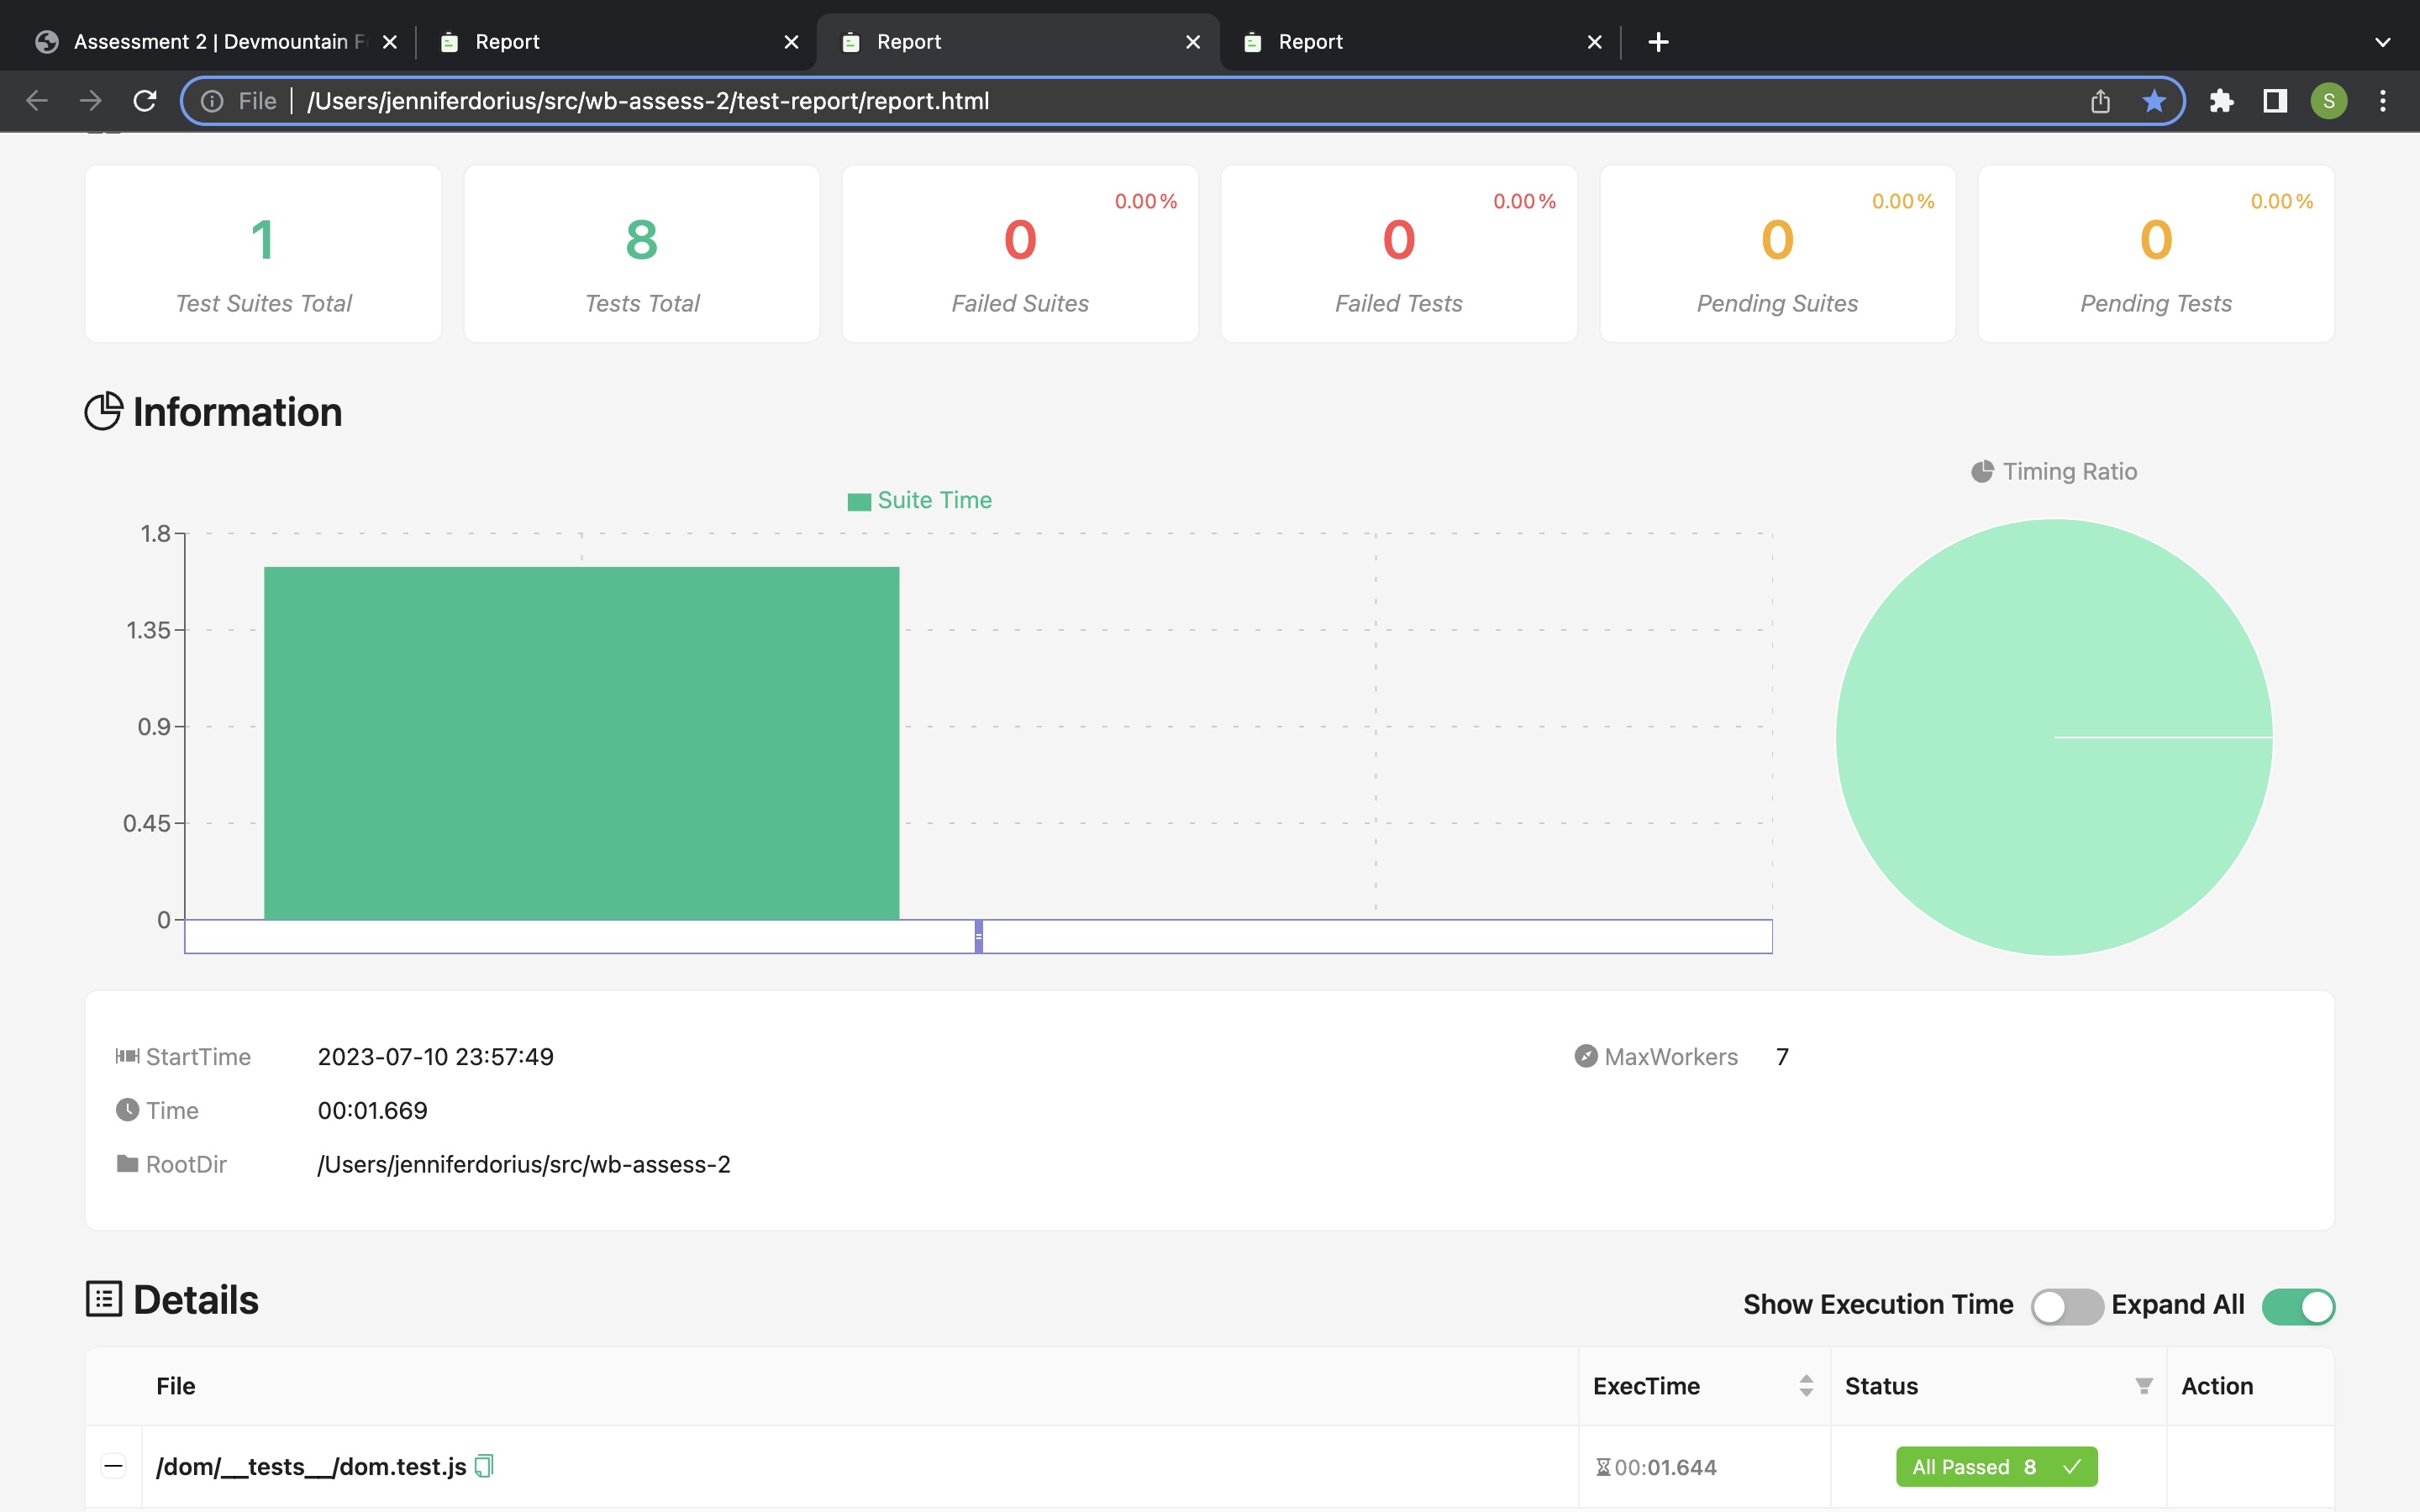 Assessment 2 | Devmountain F
Report
Report
Report
File
/Users/jenniferdorius/src/wb-assess-2/test-report/report.html
S
1
Test Suites Total
8
Tests Total
0.00%
0
Failed Suites
0.00%
0
Failed Tests
0.00%
0
Pending Suites
0.00%
0
Pending Tests
Information
Suite Time
1.8
1.35
0.9
0.45
0
Timing Ratio
StartTime 2023-07-10 23:57:49
MaxWorkers 7
Time 00:01.669
RootDir /Users/jenniferdorius/src/wb-assess-2
Details
Show Execution Time
Expand All
File ExecTime Status Action
/dom/__tests__/dom.test.js 00:01.644 All Passed 8